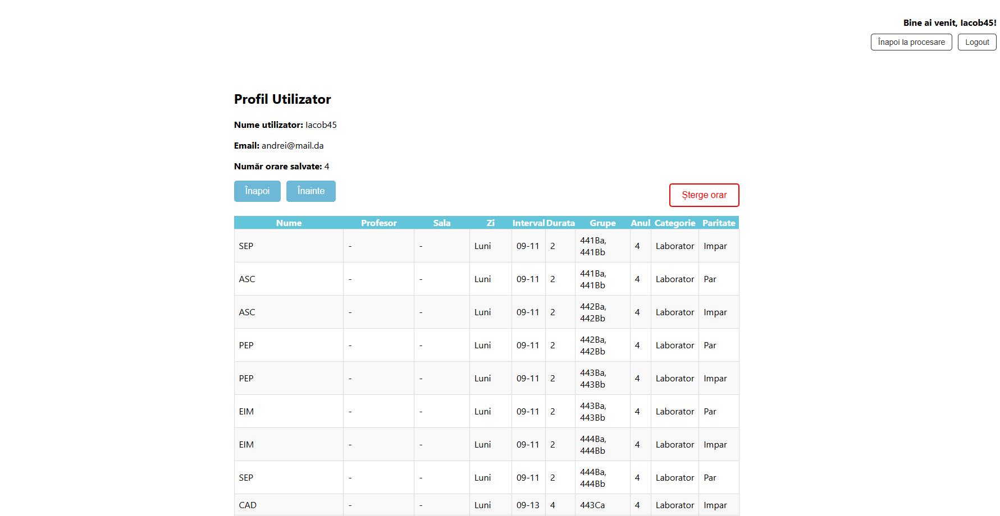 Bine ai venit, Iacob45!
Înapoi la procesare Logout
Profil Utilizator
Nume utilizator: Iacob45
Email: andrei@mail.da
Număr orare salvate: 4
Înapoi Înainte Șterge orar
Nume Profesor Sala Zi Interval Durata Grupe Anul Categorie Paritate
SEP - - Luni 09-11 2 441Ba, 441Bb 4 Laborator Impar
ASC - - Luni 09-11 2 441Ba, 441Bb 4 Laborator Par
ASC - - Luni 09-11 2 442Ba, 442Bb 4 Laborator Impar
PEP - - Luni 09-11 2 442Ba, 442Bb 4 Laborator Par
PEP - - Luni 09-11 2 443Ba, 443Bb 4 Laborator Impar
EIM - - Luni 09-11 2 443Ba, 443Bb 4 Laborator Par
EIM - - Luni 09-11 2 444Ba, 444Bb 4 Laborator Impar
SEP - - Luni 09-11 2 444Ba, 444Bb 4 Laborator Par
CAD - - Luni 09-13 4 443Ca 4 Laborator Impar